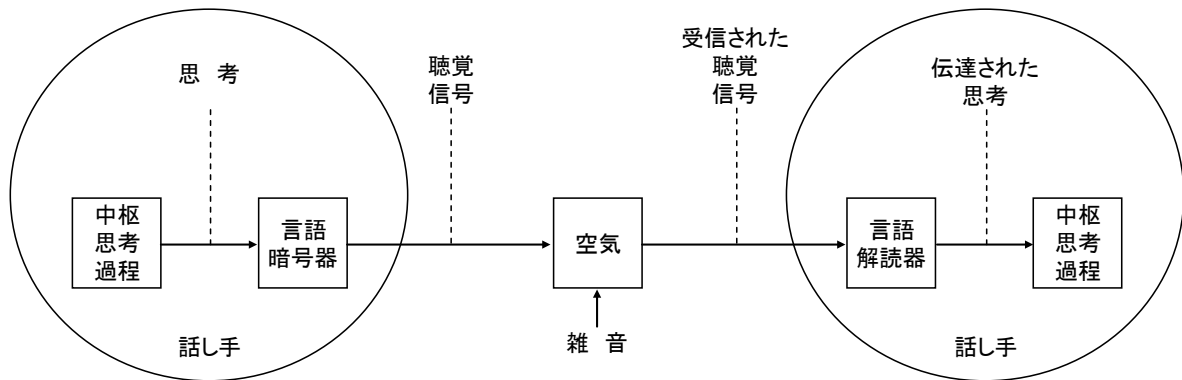 思 考
聴覚
信号
受信された
聴覚
信号
伝達された
思考
中枢
思考
過程
言語
暗号器
空気
言語
解読器
中枢
思考
過程
雑 音
話し手
話し手